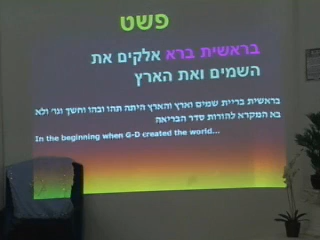 פשט
בראשית ברא אלקים את
השמים ואת הארץ
בראשית בריית שמים וארץ והארץ היתה תהו ובהו וחשך וגו׳ ולא
בא המקרא להורות סדר הבריאה
In the beginning when G-D created the world...